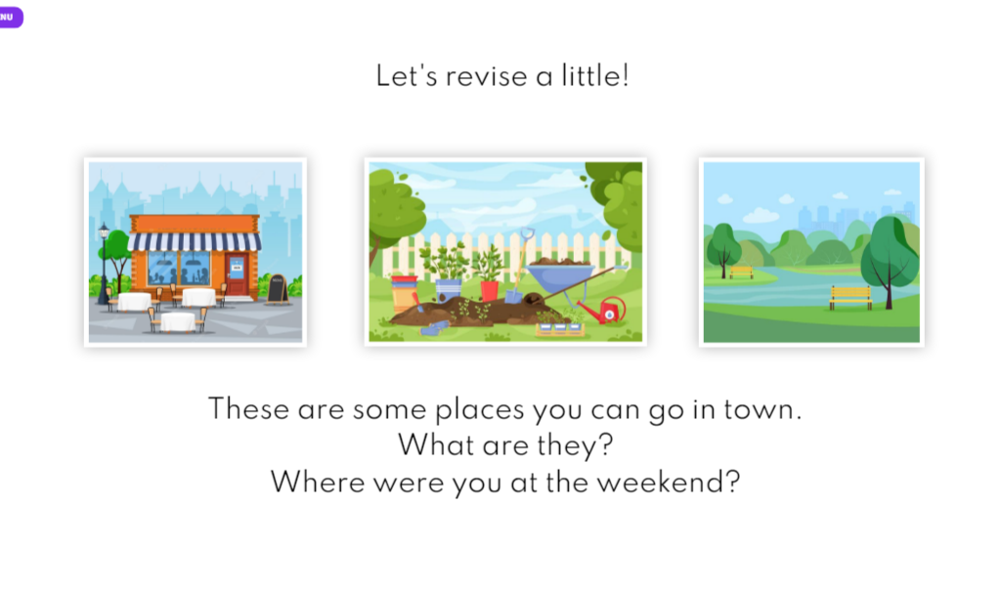 NU
Let's revise a little!
These are some places you can go in town.
What are they?
Where were you at the weekend?